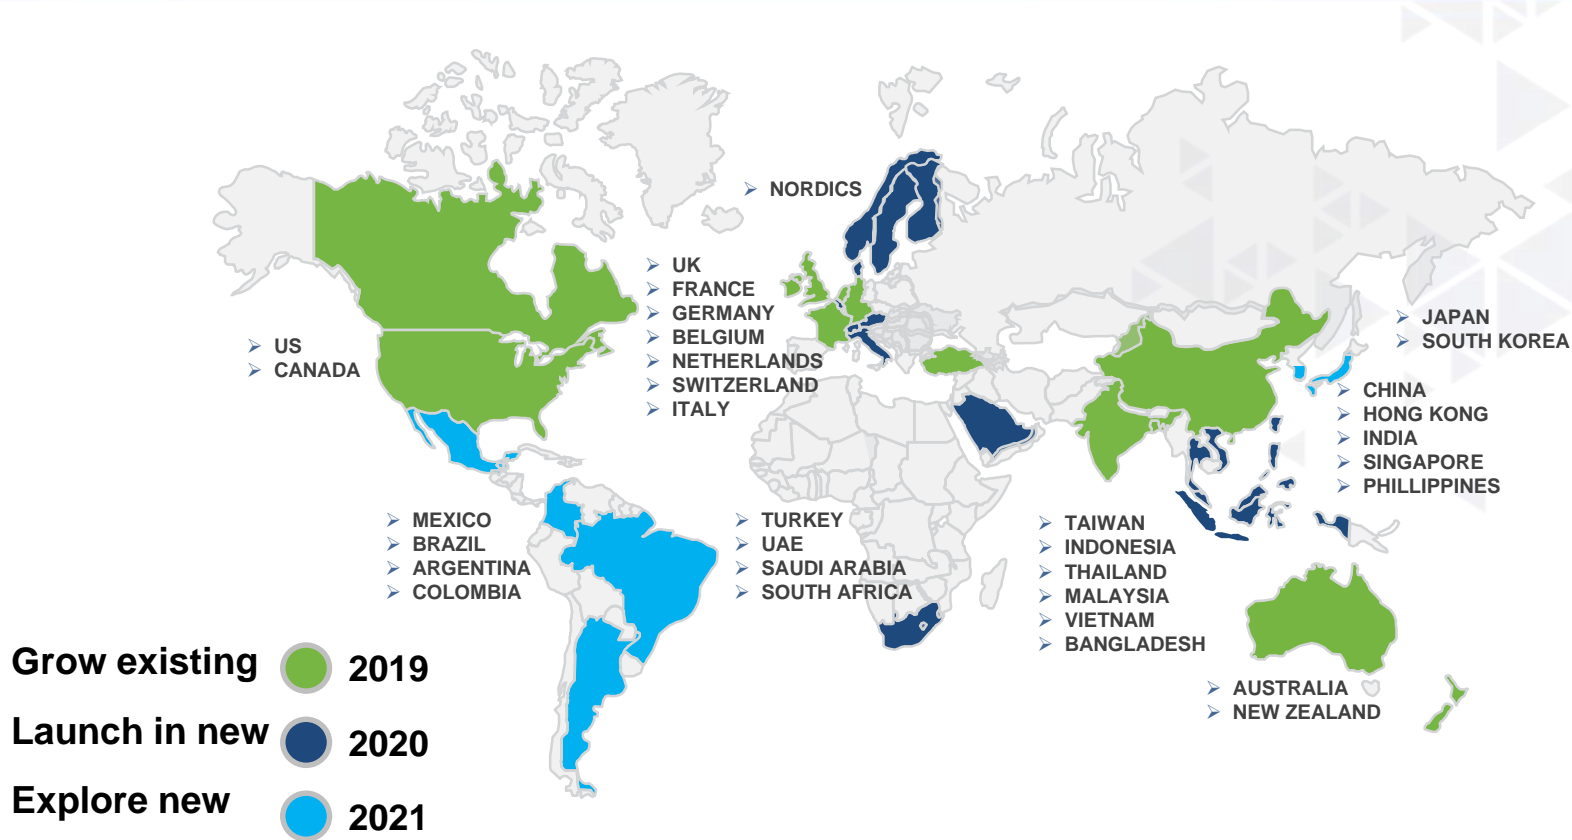 NORDICS
UK
FRANCE
GERMANY
BELGIUM
NETHERLANDS
SWITZERLAND
ITALY
US
CANADA
JAPAN
SOUTH KOREA
CHINA
HONG KONG
INDIA
SINGAPORE
PHILLIPPINES
MEXICO
BRAZIL
ARGENTINA
COLOMBIA
TURKEY
UAE
SAUDI ARABIA
SOUTH AFRICA
TAIWAN
INDONESIA
THAILAND
MALAYSIA
VIETNAM
BANGLADESH
AUSTRALIA
NEW ZEALAND
Grow existing 2019
Launch in new 2020
Explore new 2021